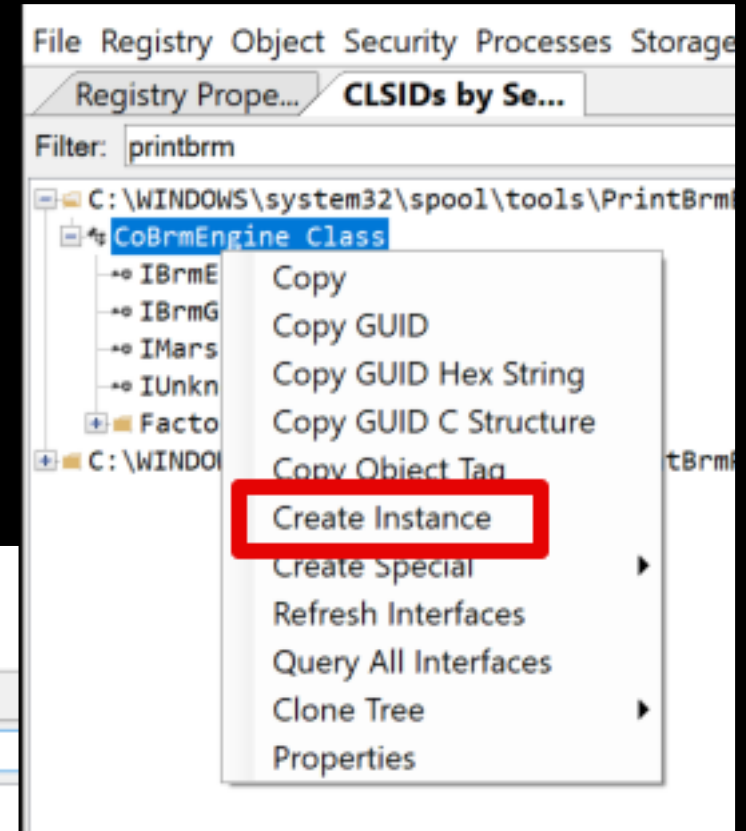 File Registry Object Security Processes Storage
Registry Prope... CLSIDs by Se...
Filter: printbrm
C:\WINDOWS\system32\spool\tools\PrintBrm
CoBrmEngine Class
IBrmE
IBrmG
IMars
IUnkn
Facto
C:\WINDO tBrm
Copy
Copy GUID
Copy GUID Hex String
Copy GUID C Structure
Copy Object Tag
Create Instance
Create Special
Refresh Interfaces
Query All Interfaces
Clone Tree
Properties